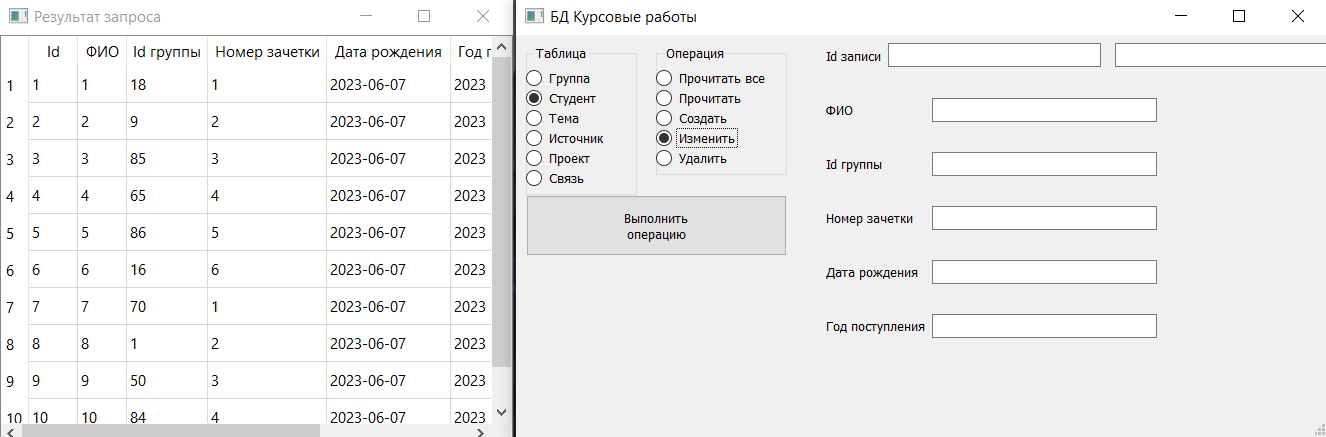 Результат запроса
Id ФИО Id группы Номер зачетки Дата рождения Год п
1 1 1 18 1 2023-06-07 2023
2 2 2 9 2 2023-06-07 2023
3 3 3 85 3 2023-06-07 2023
4 4 4 65 4 2023-06-07 2023
5 5 5 86 5 2023-06-07 2023
6 6 6 16 6 2023-06-07 2023
7 7 7 70 1 2023-06-07 2023
8 8 8 1 2 2023-06-07 2023
9 9 9 50 3 2023-06-07 2023
10 10 10 84 4 2023-06-07 2023
БД Курсовые работы
Таблица
Группа
Студент
Тема
Источник
Проект
Связь
Операция
Прочитать все
Прочитать
Создать
Изменить
Удалить
Выполнить
операцию
Id записи
ФИО
Id группы
Номер зачетки
Дата рождения
Год поступления